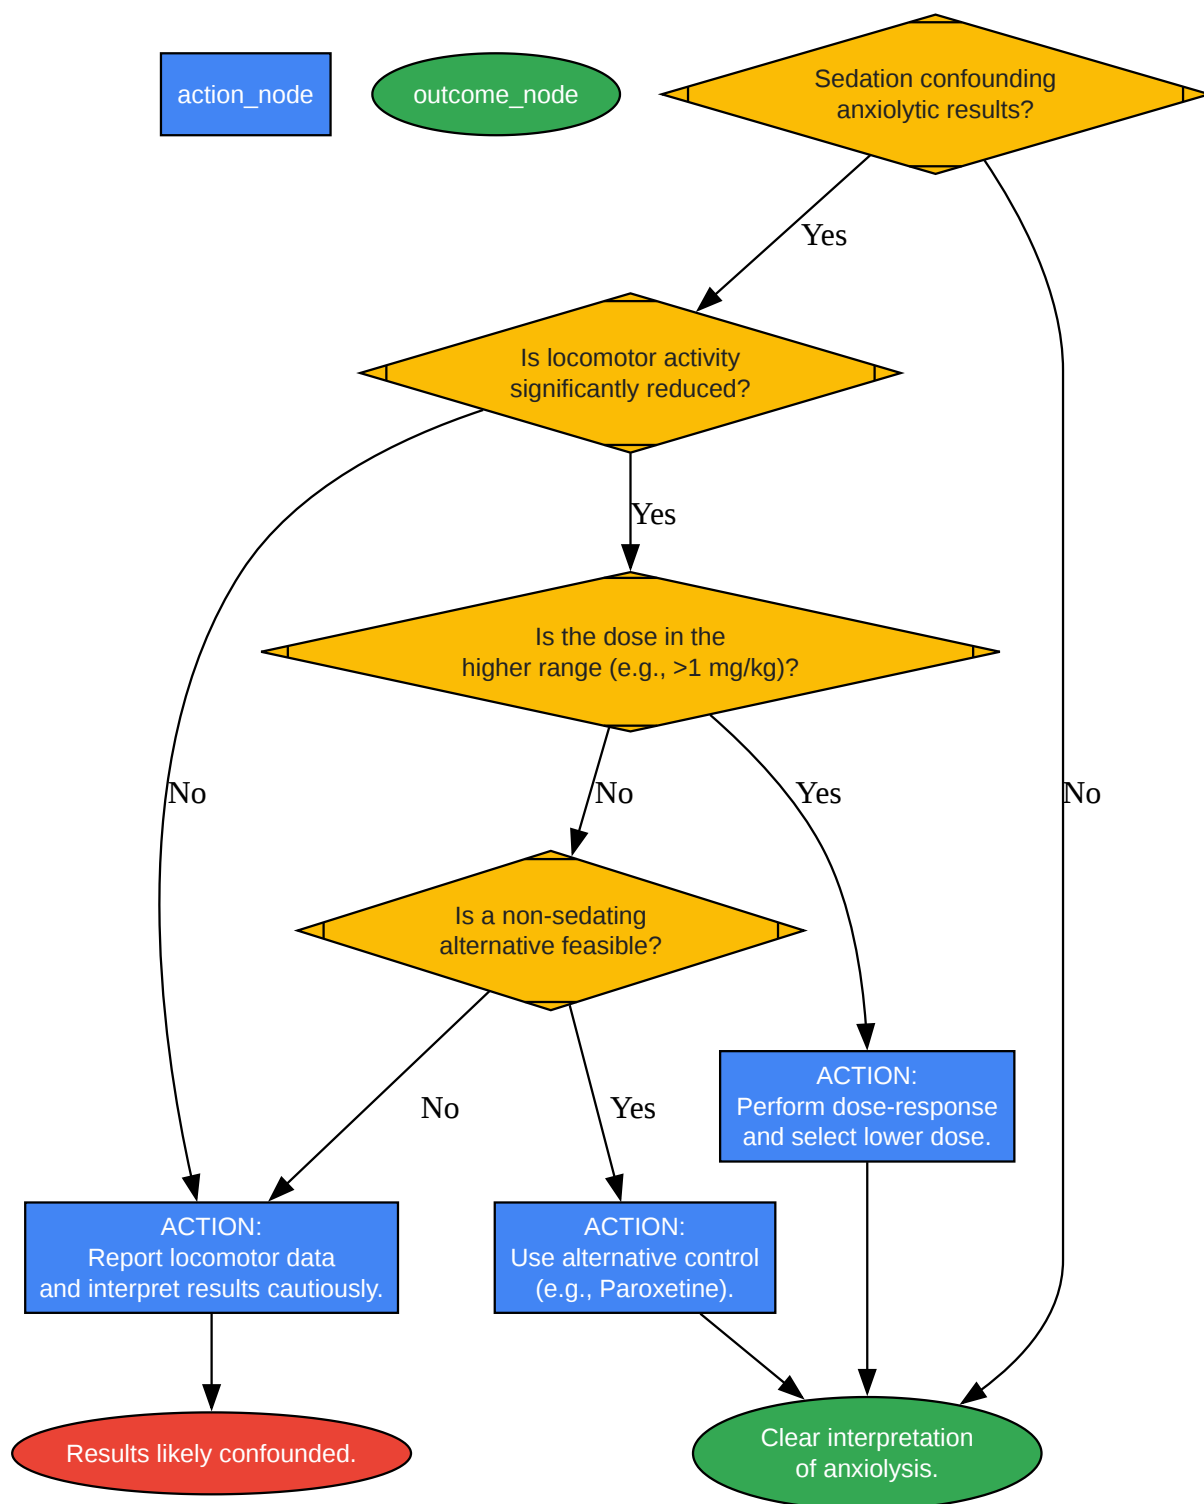 action_node
outcome_node
Sedation confounding
anxiolytic results?
Yes
Is locomotor activity
significantly reduced?
Yes
Is the dose in the
higher range (e.g., >1 mg/kg)?
No
No
Yes
No
Is a non-sedating
alternative feasible?
No
Yes
ACTION:
Perform dose-response
and select lower dose.
ACTION:
Report locomotor data
and interpret results cautiously.
ACTION:
Use alternative control
(e.g., Paroxetine).
Results likely confounded.
Clear interpretation
of anxiolysis.